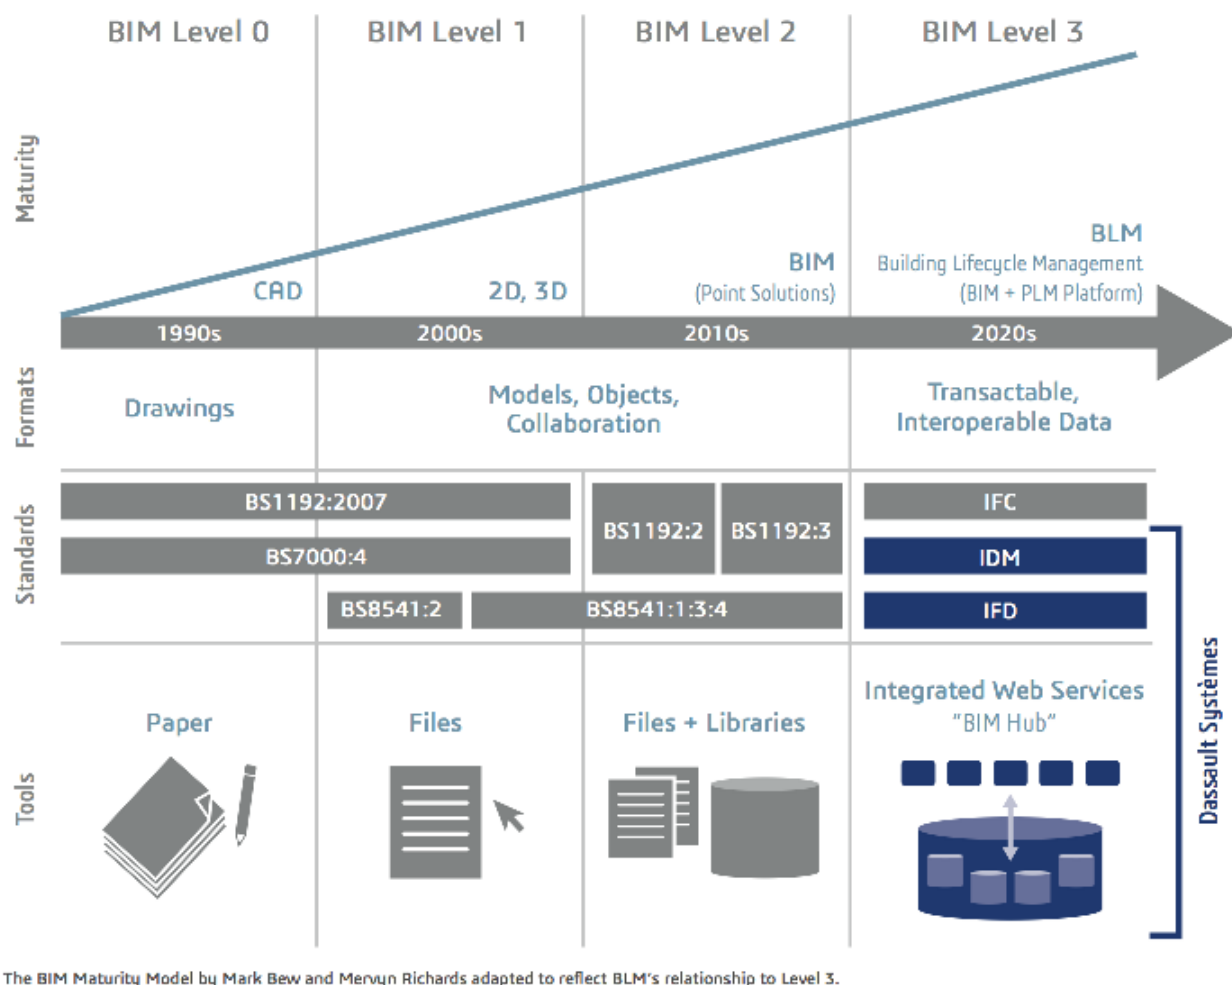 BIM Level 0
BIM Level 1
BIM Level 2
BIM Level 3
Maturity
CAD
2D, 3D
BIM
(Point Solutions)
BLM
Building Lifecycle Management
(BIM + PLM Platform)
1990s
2000s
2010s
2020s
Formats
Drawings
Models, Objects,
Collaboration
Transactable,
Interoperable Data
Standards
BS1192:2007
BS7000:4
BS8541:2
BS8541:1:3:4
BS1192:2
BS1192:3
IFC
IDM
IFD
Dassault Systèmes
Tools
Paper
Files
Files + Libraries
Integrated Web Services
"BIM Hub"
The BIM Maturity Model by Mark Bew and Mervyn Richards adapted to reflect BLM's relationship to Level 3.